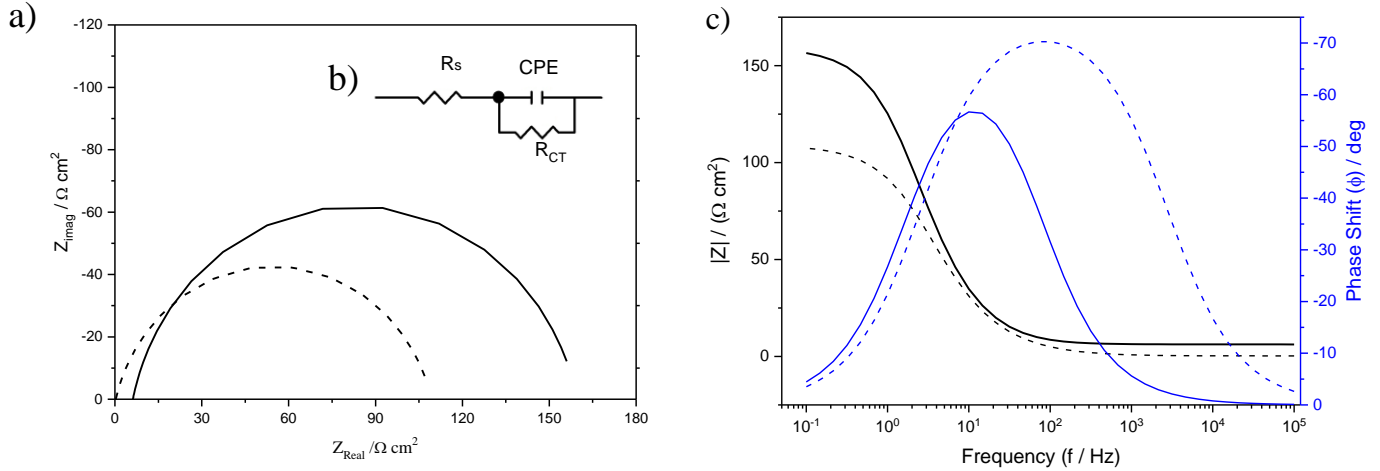 a)
-120
-100
-80
-60
-40
-20
0
Z_imag / Ω cm²
0 30 60 90 120 150 180
Z_Real /Ω cm²
b)
Rs
CPE
R_CT
c)
150
100
50
0
|Z| / (Ω cm²)
10⁻¹ 10⁰ 10¹ 10² 10³ 10⁴ 10⁵
Frequency (f / Hz)
-70
-60
-50
-40
-30
-20
-10
0
Phase Shift (ϕ) / deg